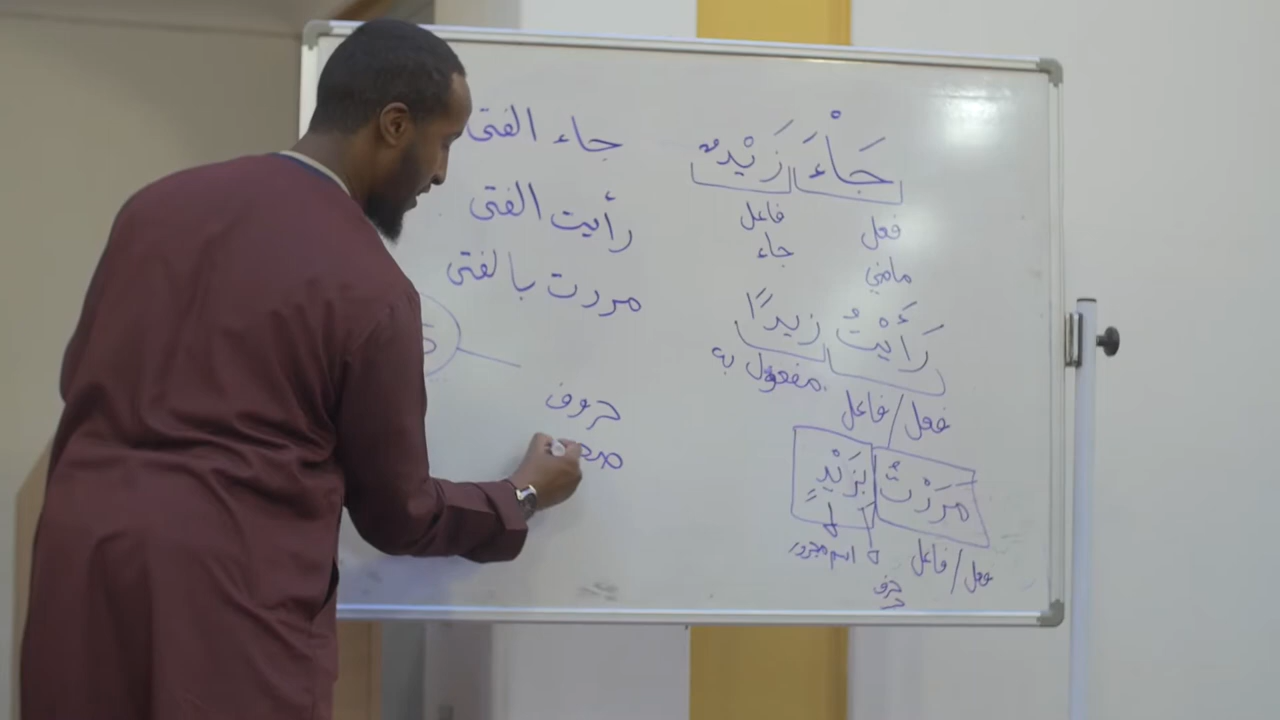 جَاْءَ زَيْدٌ
فعل فاعل
ماضي جاء
رَأَيْتُ زيدًا
فعل/فاعل مفعول به
مَرَرْتُ بِزَيْدٍ
فعل/فاعل اسم مجرور
حرف
جاء الفتى
رأيت الفتى
مررت بالفتى
حروف